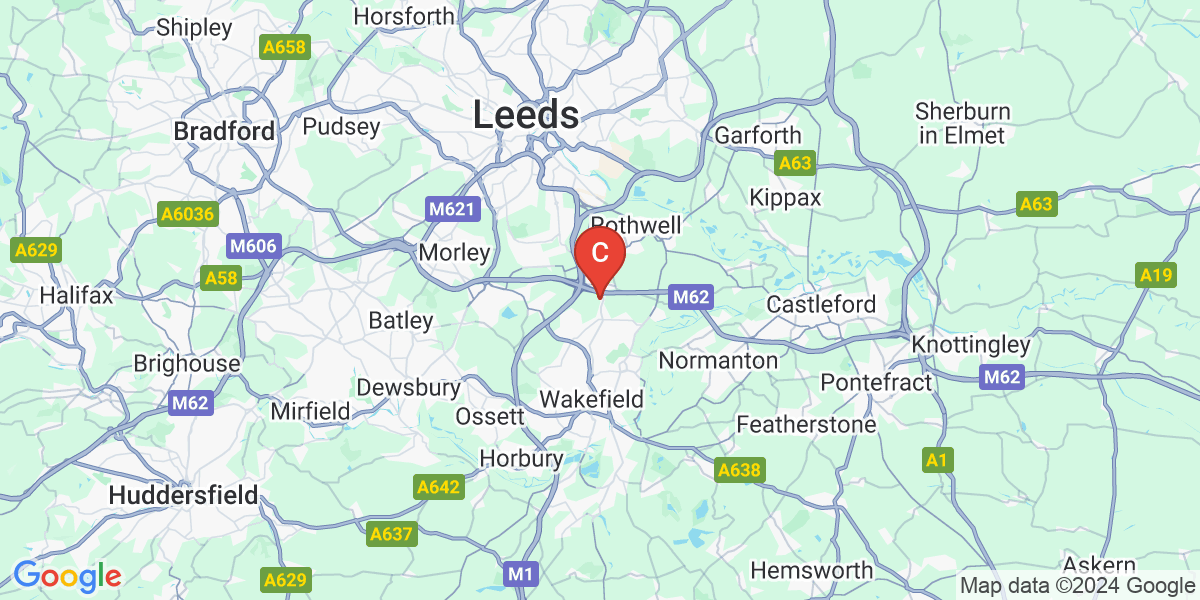 Horsforth
Shipley
A658
Leeds
Sherburn
in Elmet
Bradford
Pudsey
Garforth
A63
Kippax
A63
A6036
M621
Rothwell
A629
M606
Morley
C
A58
A19
Halifax
M62
Castleford
Batley
Knottingley
Brighouse
Normanton
M62
Dewsbury
Pontefract
M62
Wakefield
Mirfield
Ossett
Featherstone
Horbury
A1
A638
A642
Huddersfield
A637
Askern
Google
A629
M1
Hemsworth
Map data ©2024 Google